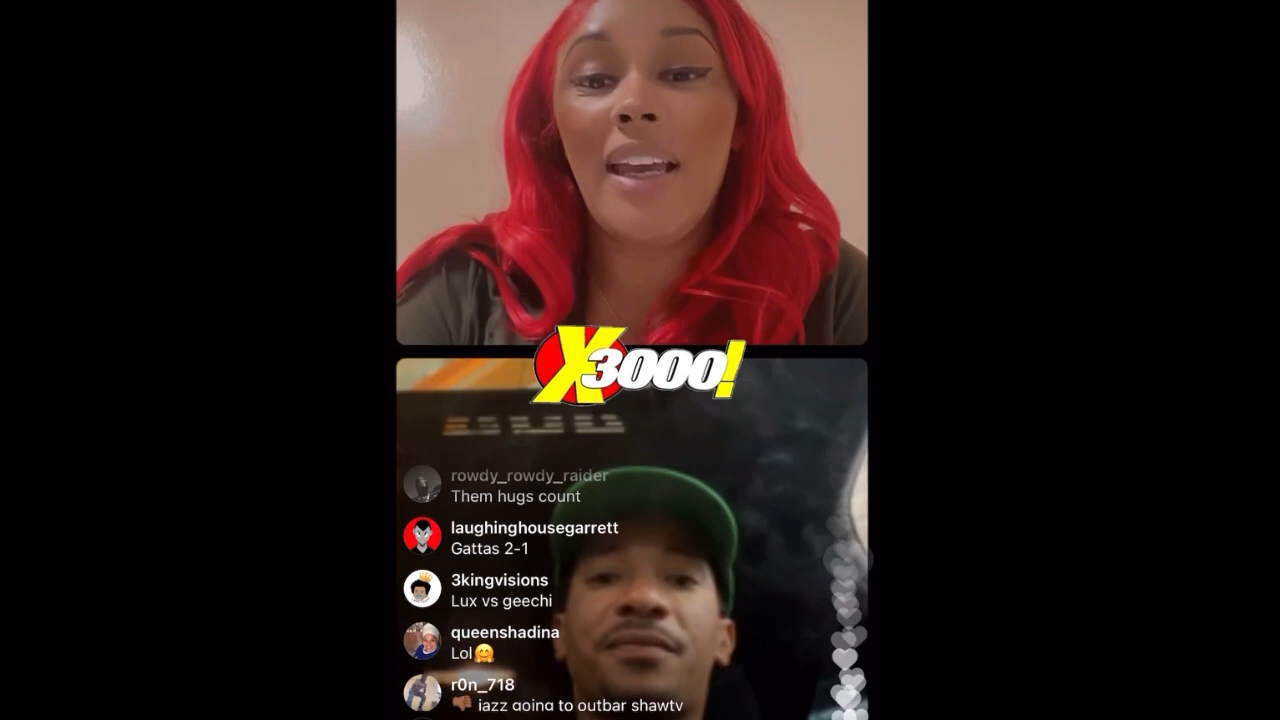 X3000!
rowdy_rowdy_raider
Them hugs count
laughinghousegarrett
Gattas 2-1
3kingvisions
Lux vs geechi
queenshadina
Lol🤗
r0n_718
👎🏾 jazz going to outbar shawty